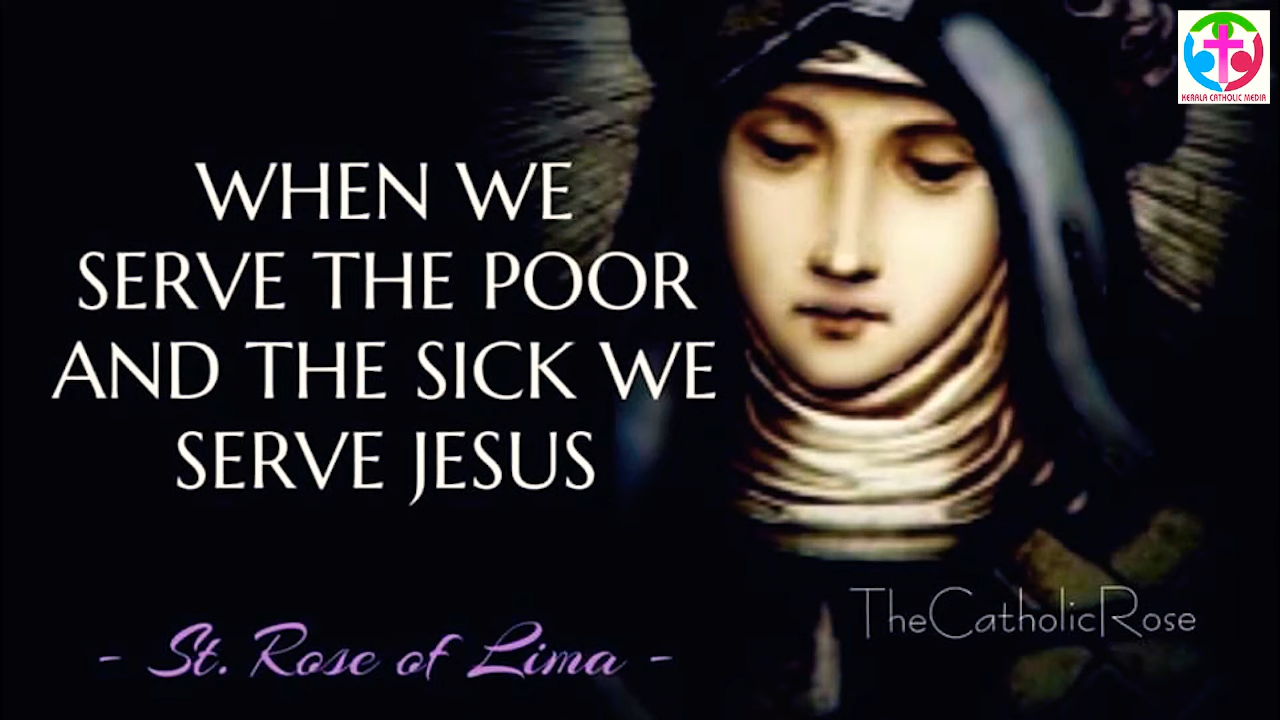 WHEN WE
SERVE THE POOR
AND THE SICK WE
SERVE JESUS
- St. Rose of Lima -
TheCatholicRose
KERALA CATHOLIC MEDIA